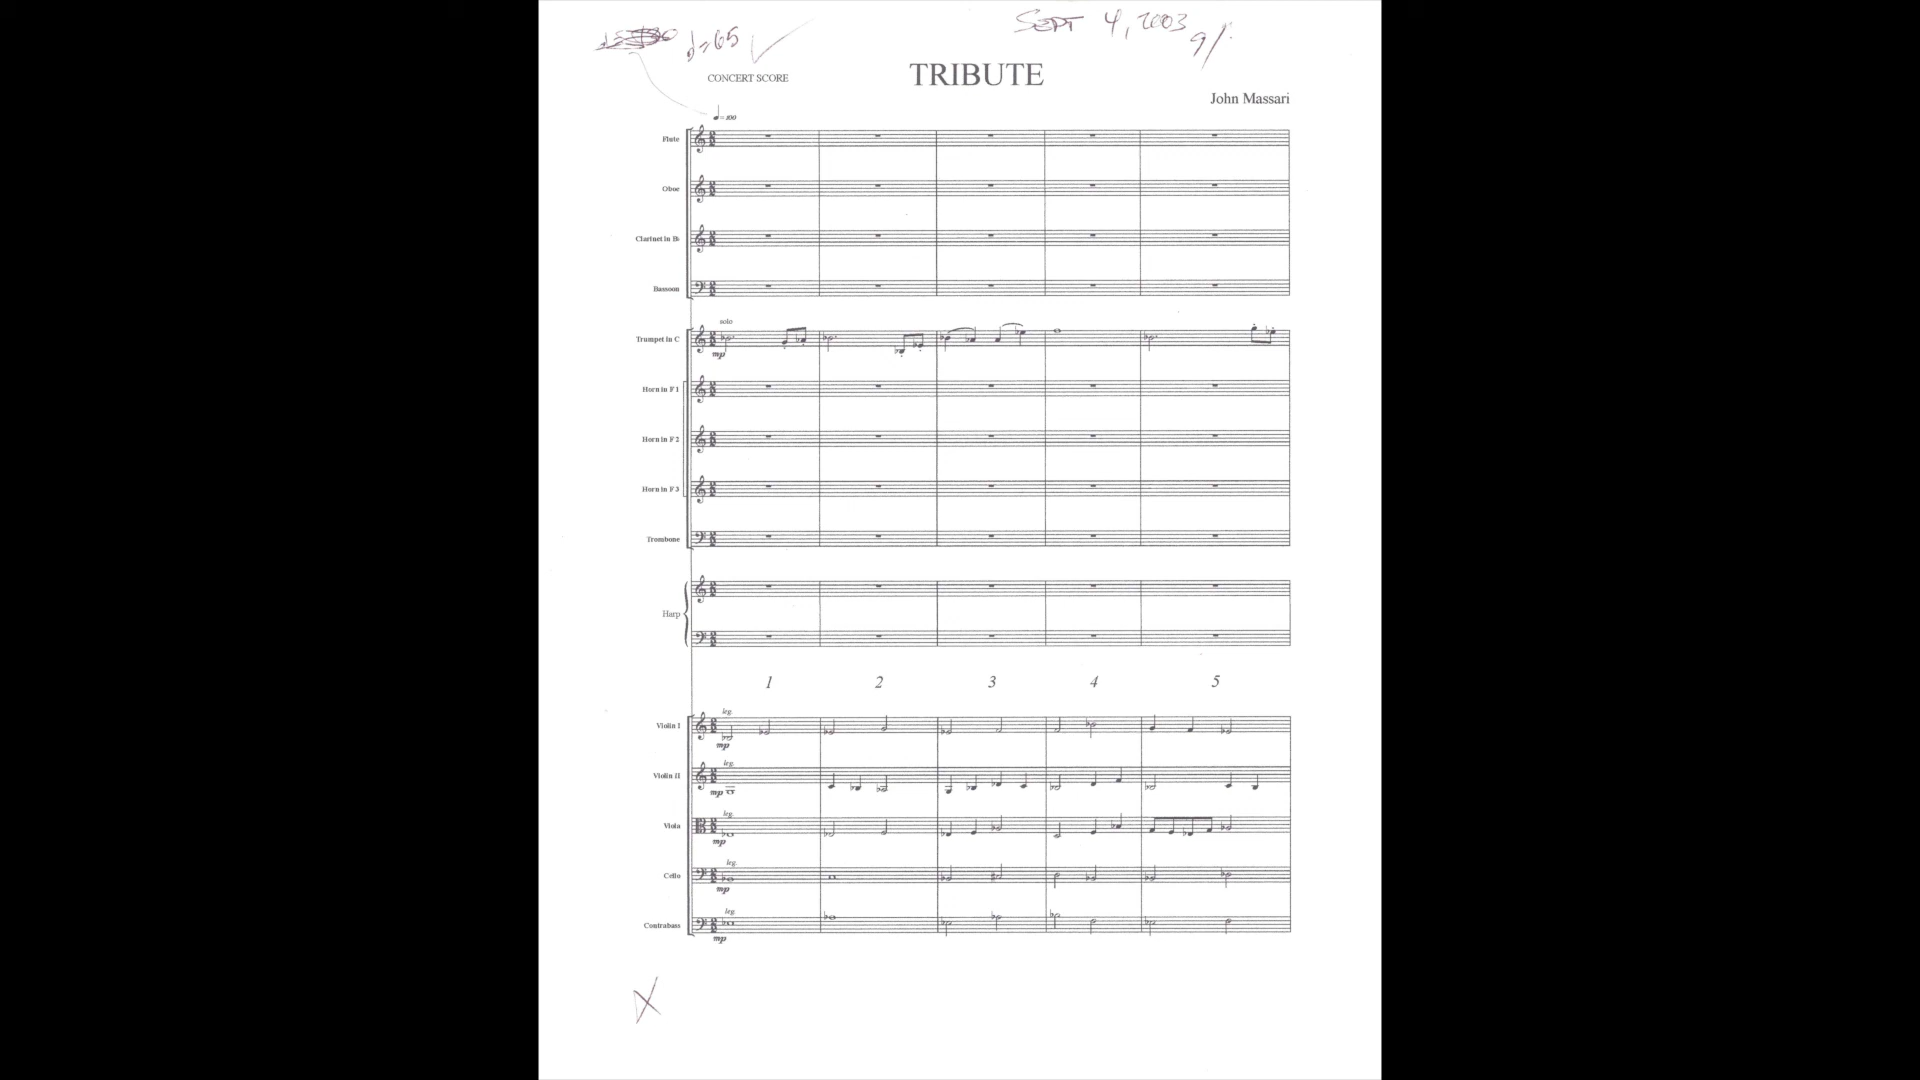 𝅗𝅥=65
SEPT 4, 2003
CONCERT SCORE
TRIBUTE
John Massari
𝅗𝅥=100
Flute
Oboe
Clarinet in B♭
Bassoon
solo
Trumpet in C
mp
Horn in F 1
Horn in F 2
Horn in F 3
Trombone
Harp
1 2 3 4 5
leg.
Violin I
mp
leg.
Violin II
mp
leg.
Viola
mp
leg.
Cello
mp
leg.
Contrabass
mp